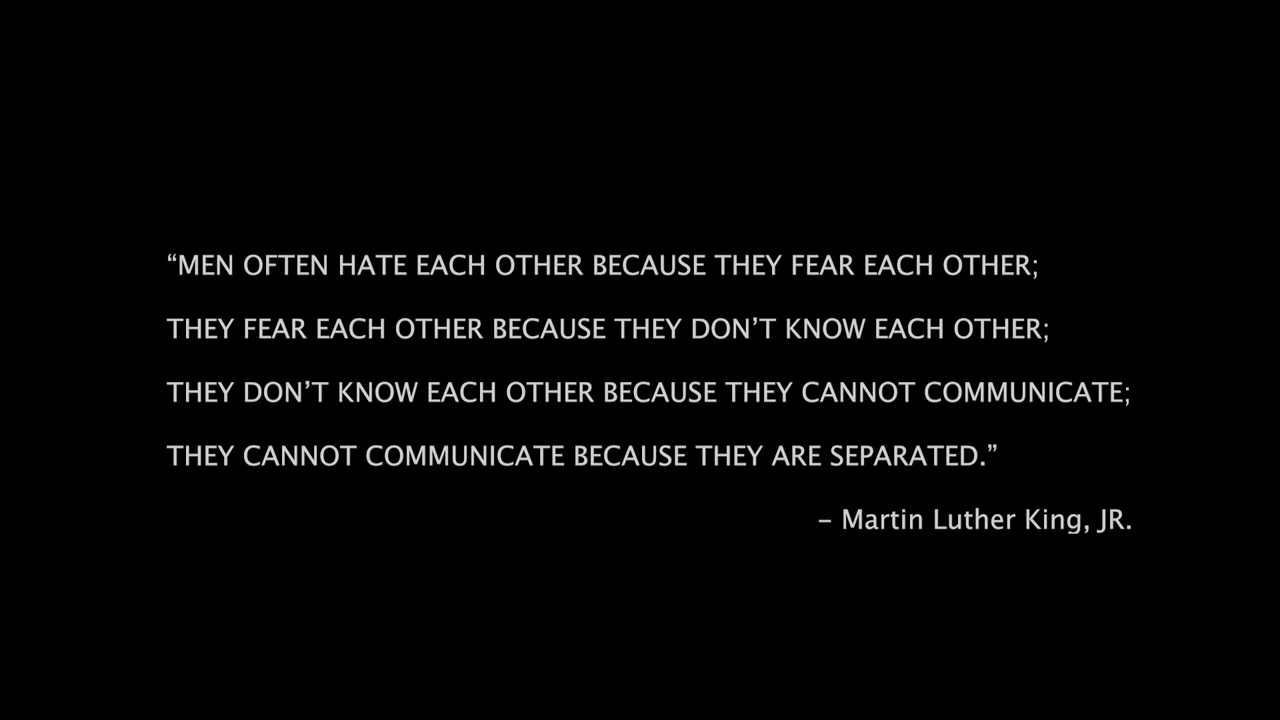 “MEN OFTEN HATE EACH OTHER BECAUSE THEY FEAR EACH OTHER;
THEY FEAR EACH OTHER BECAUSE THEY DON’T KNOW EACH OTHER;
THEY DON’T KNOW EACH OTHER BECAUSE THEY CANNOT COMMUNICATE;
THEY CANNOT COMMUNICATE BECAUSE THEY ARE SEPARATED.”
– Martin Luther King, JR.